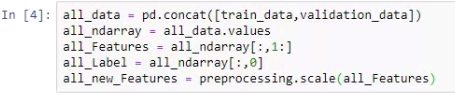 In [4]: all_data = pd.concat([train_data,validation_data])
all_ndarray = all_data.values
all_Features = all_ndarray[:,1:]
all_Label = all_ndarray[:,0]
all_new_Features = preprocessing.scale(all_Features)